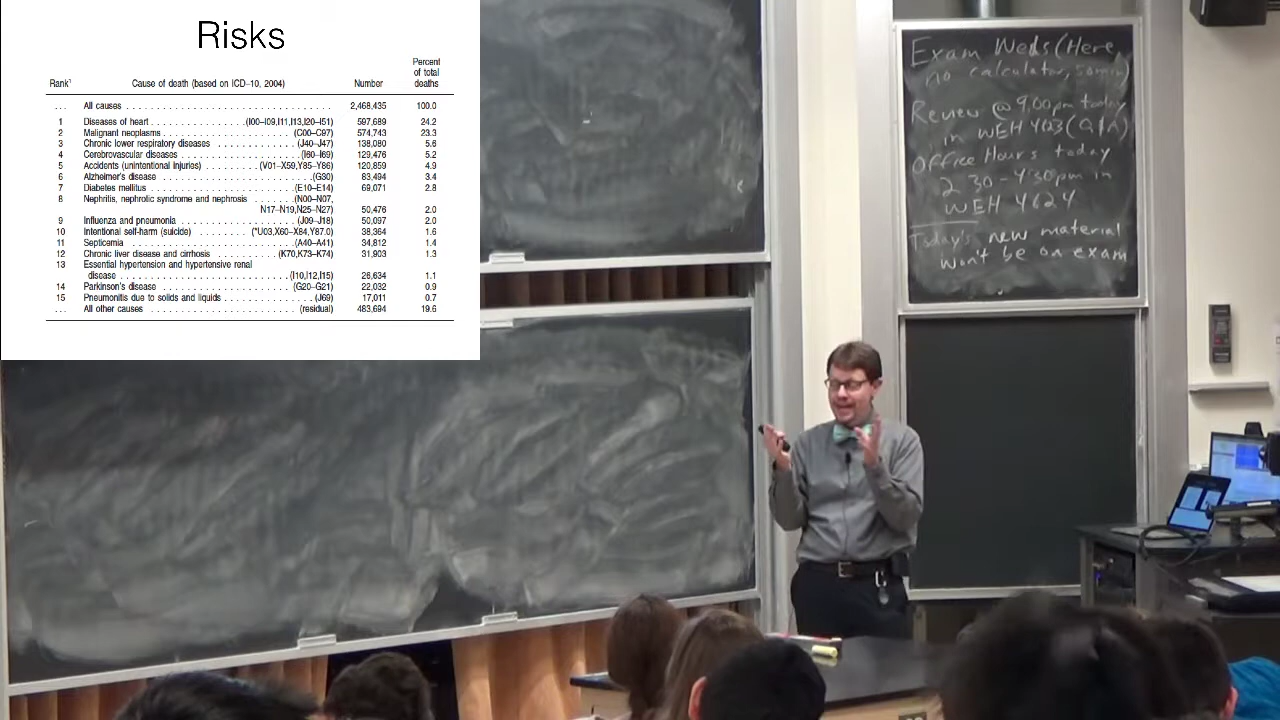 Risks
Percent
of total
Rank¹ Cause of death (based on ICD–10, 2004) Number deaths
... All causes 2,468,435 100.0
1 Diseases of heart (I00–I09,I11,I13,I20–I51) 597,689 24.2
2 Malignant neoplasms (C00–C97) 574,743 23.3
3 Chronic lower respiratory diseases (J40–J47) 138,080 5.6
4 Cerebrovascular diseases (I60–I69) 129,476 5.2
5 Accidents (unintentional injuries) (V01–X59,Y85–Y86) 120,859 4.9
6 Alzheimer's disease (G30) 83,494 3.4
7 Diabetes mellitus (E10–E14) 69,071 2.8
8 Nephritis, nephrotic syndrome and nephrosis (N00–N07,
N17–N19,N25–N27) 50,476 2.0
9 Influenza and pneumonia (J09–J18) 50,097 2.0
10 Intentional self-harm (suicide) (*U03,X60–X84,Y87.0) 38,364 1.6
11 Septicemia (A40–A41) 34,812 1.4
12 Chronic liver disease and cirrhosis (K70,K73–K74) 31,903 1.3
13 Essential hypertension and hypertensive renal
disease (I10,I12,I15) 26,634 1.1
14 Parkinson's disease (G20–G21) 22,032 0.9
15 Pneumonitis due to solids and liquids (J69) 17,011 0.7
... All other causes (residual) 483,694 19.6
Exam Weds (Here,
no calculator, 50min)
Review @ 9:00pm today
in WEH 7403 (Q/A)
Office Hours today
2:30-4:30pm in
WEH 4624
Today's new material
won't be on exam